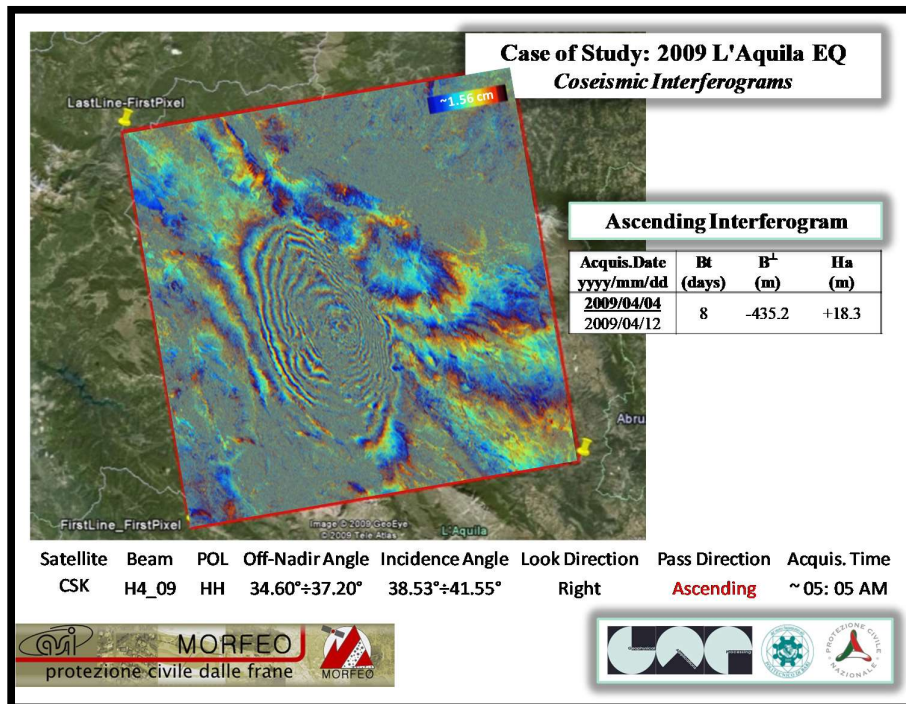 Case of Study: 2009 L'Aquila EQ
Coseismic Interferograms
LastLine-FirstPixel
~1.56 cm
Ascending Interferogram
Acquis.Date Bt B⊥ Ha
yyyy/mm/dd (days) (m) (m)
2009/04/04
8 -435.2 +18.3
2009/04/12
Abru
FirstLine_FirstPixel
Image © 2009 GeoEye
© 2009 Tele Atlas
L'Aquila
Satellite Beam POL Off-Nadir Angle Incidence Angle Look Direction Pass Direction Acquis. Time
CSK H4_09 HH 34.60°÷37.20° 38.53°÷41.55° Right Ascending ~ 05: 05 AM
asi MORFEO
protezione civile dalle frane
MORFEO
PROTEZIONE CIVILE
NAZIONALE